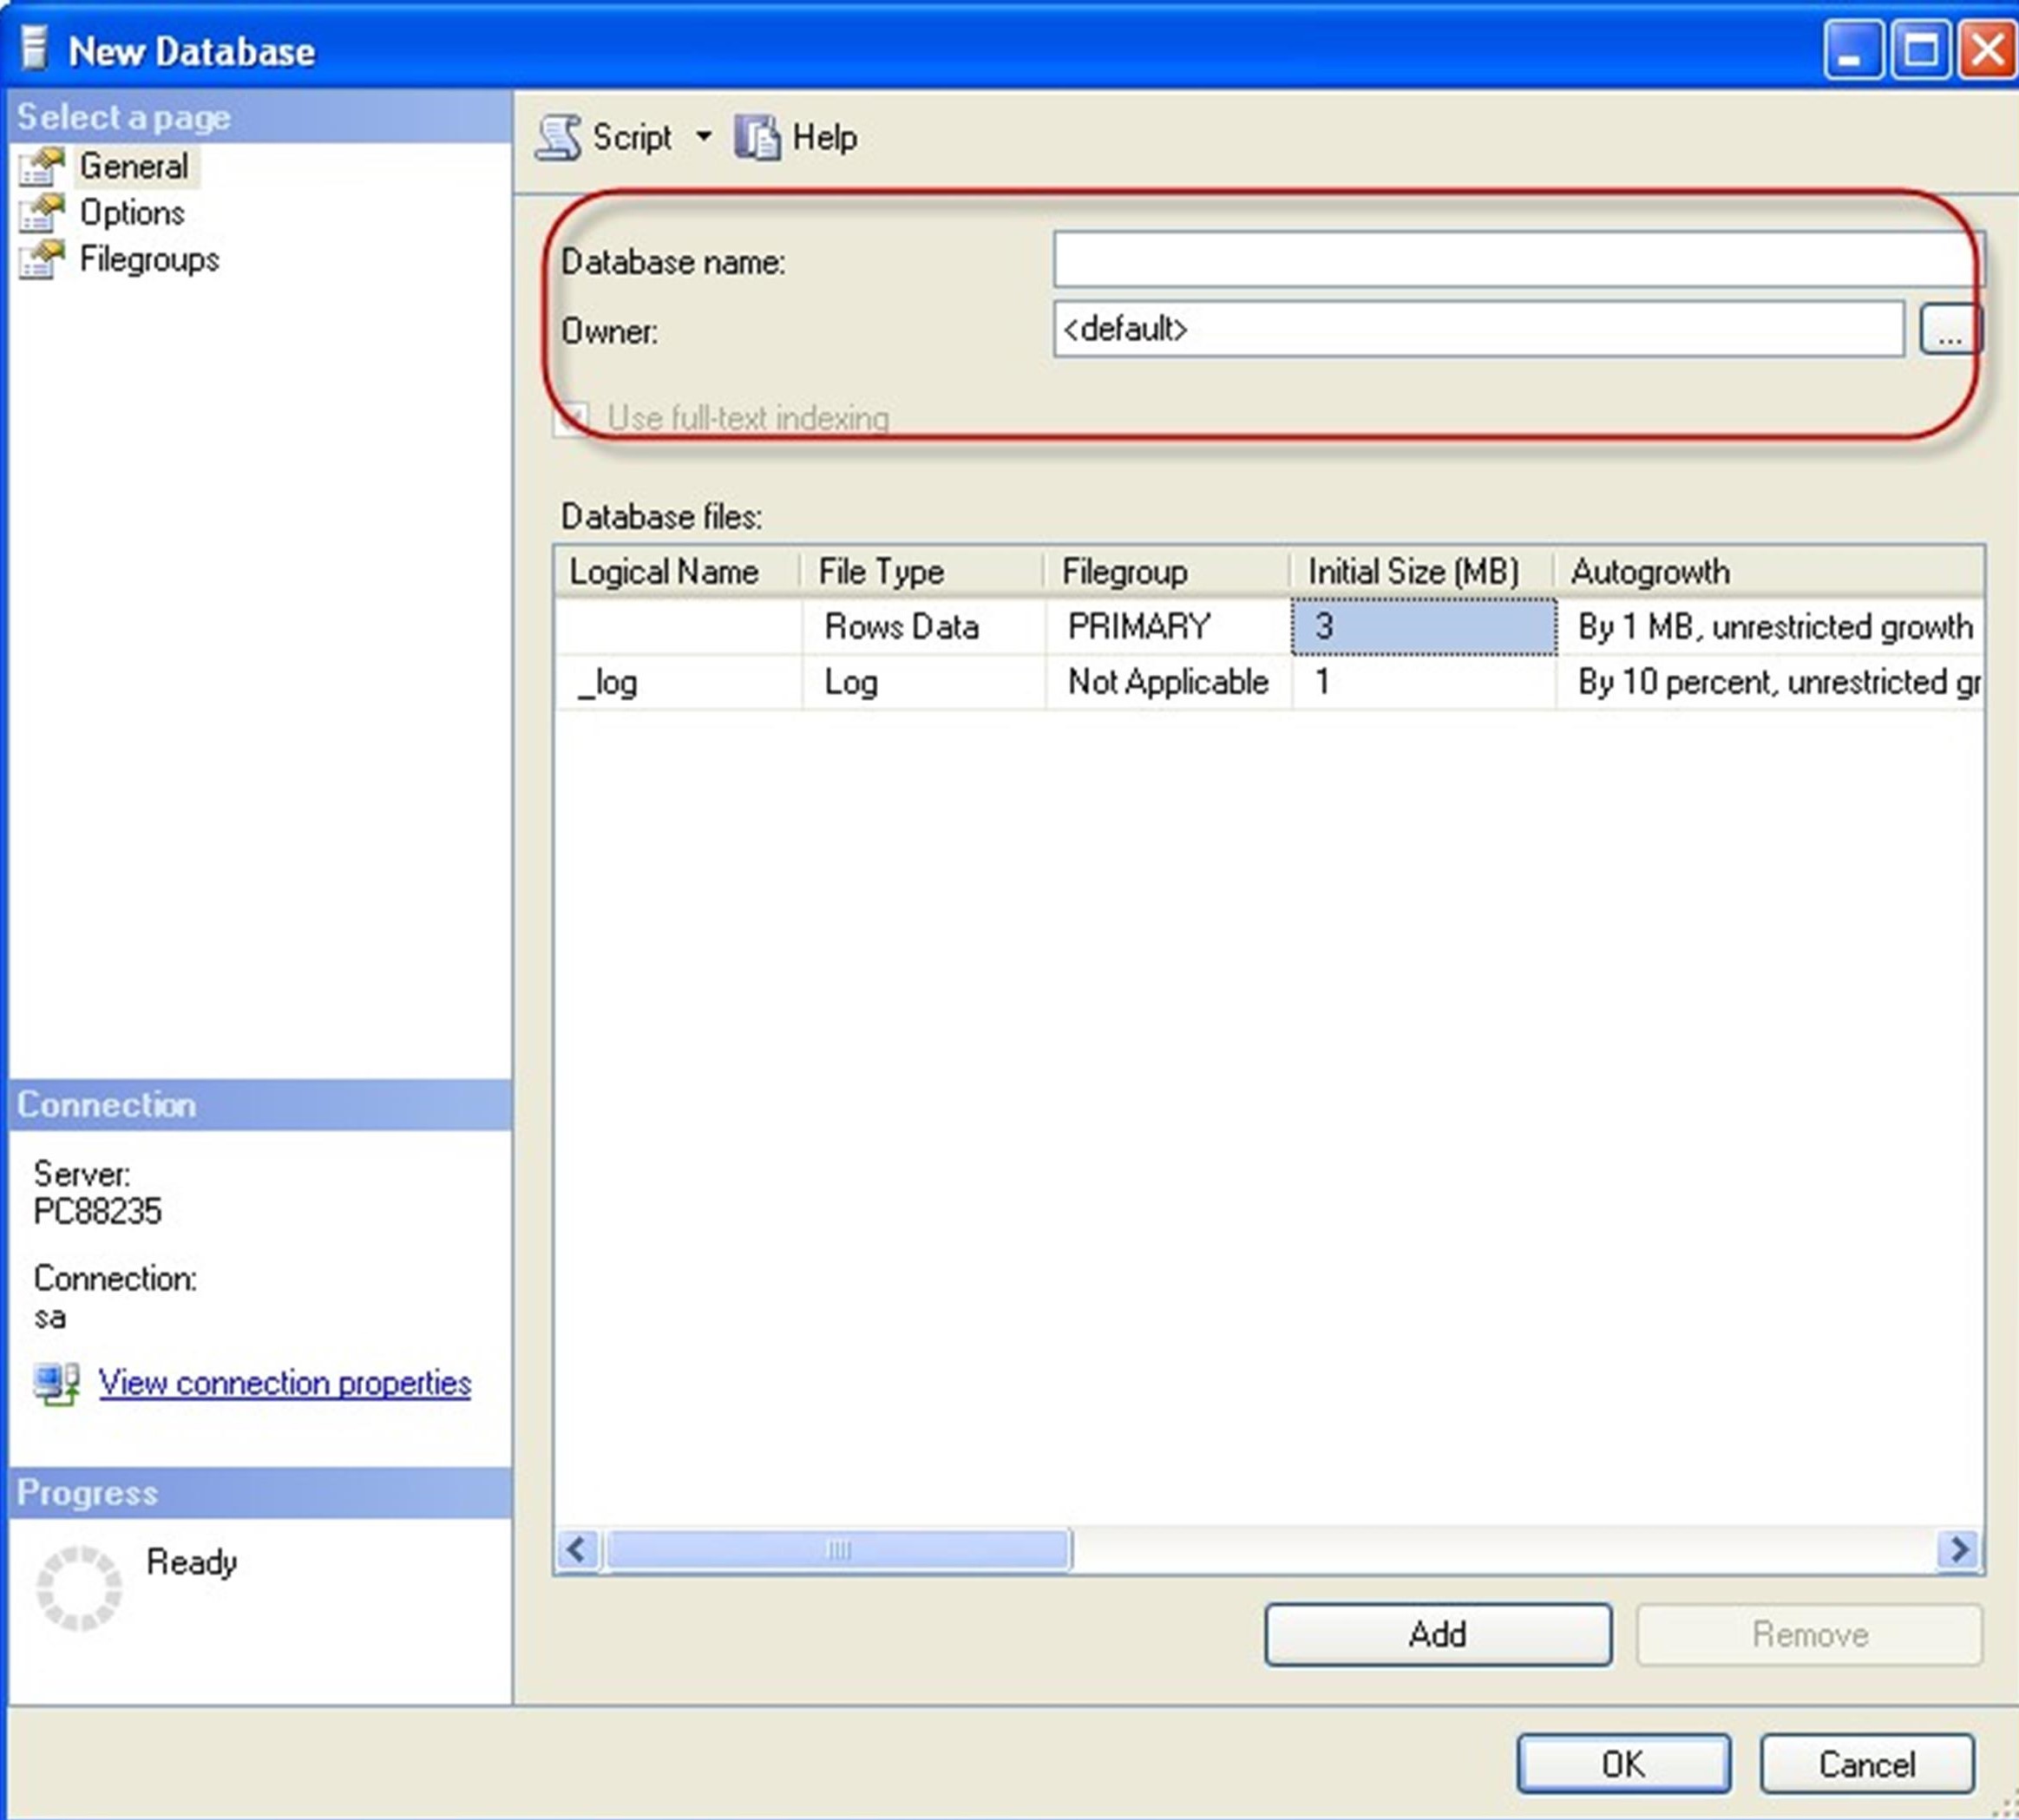 New Database
Select a page
General
Options
Filegroups
Script
Help
Database name:
Owner:
<default>
...
Use full-text indexing
Database files:
Logical Name File Type Filegroup Initial Size (MB) Autogrowth
Rows Data PRIMARY 3 By 1 MB, unrestricted growth
_log Log Not Applicable 1 By 10 percent, unrestricted gr
Connection
Server:
PC88235
Connection:
sa
View connection properties
Progress
Ready
Add
Remove
OK
Cancel